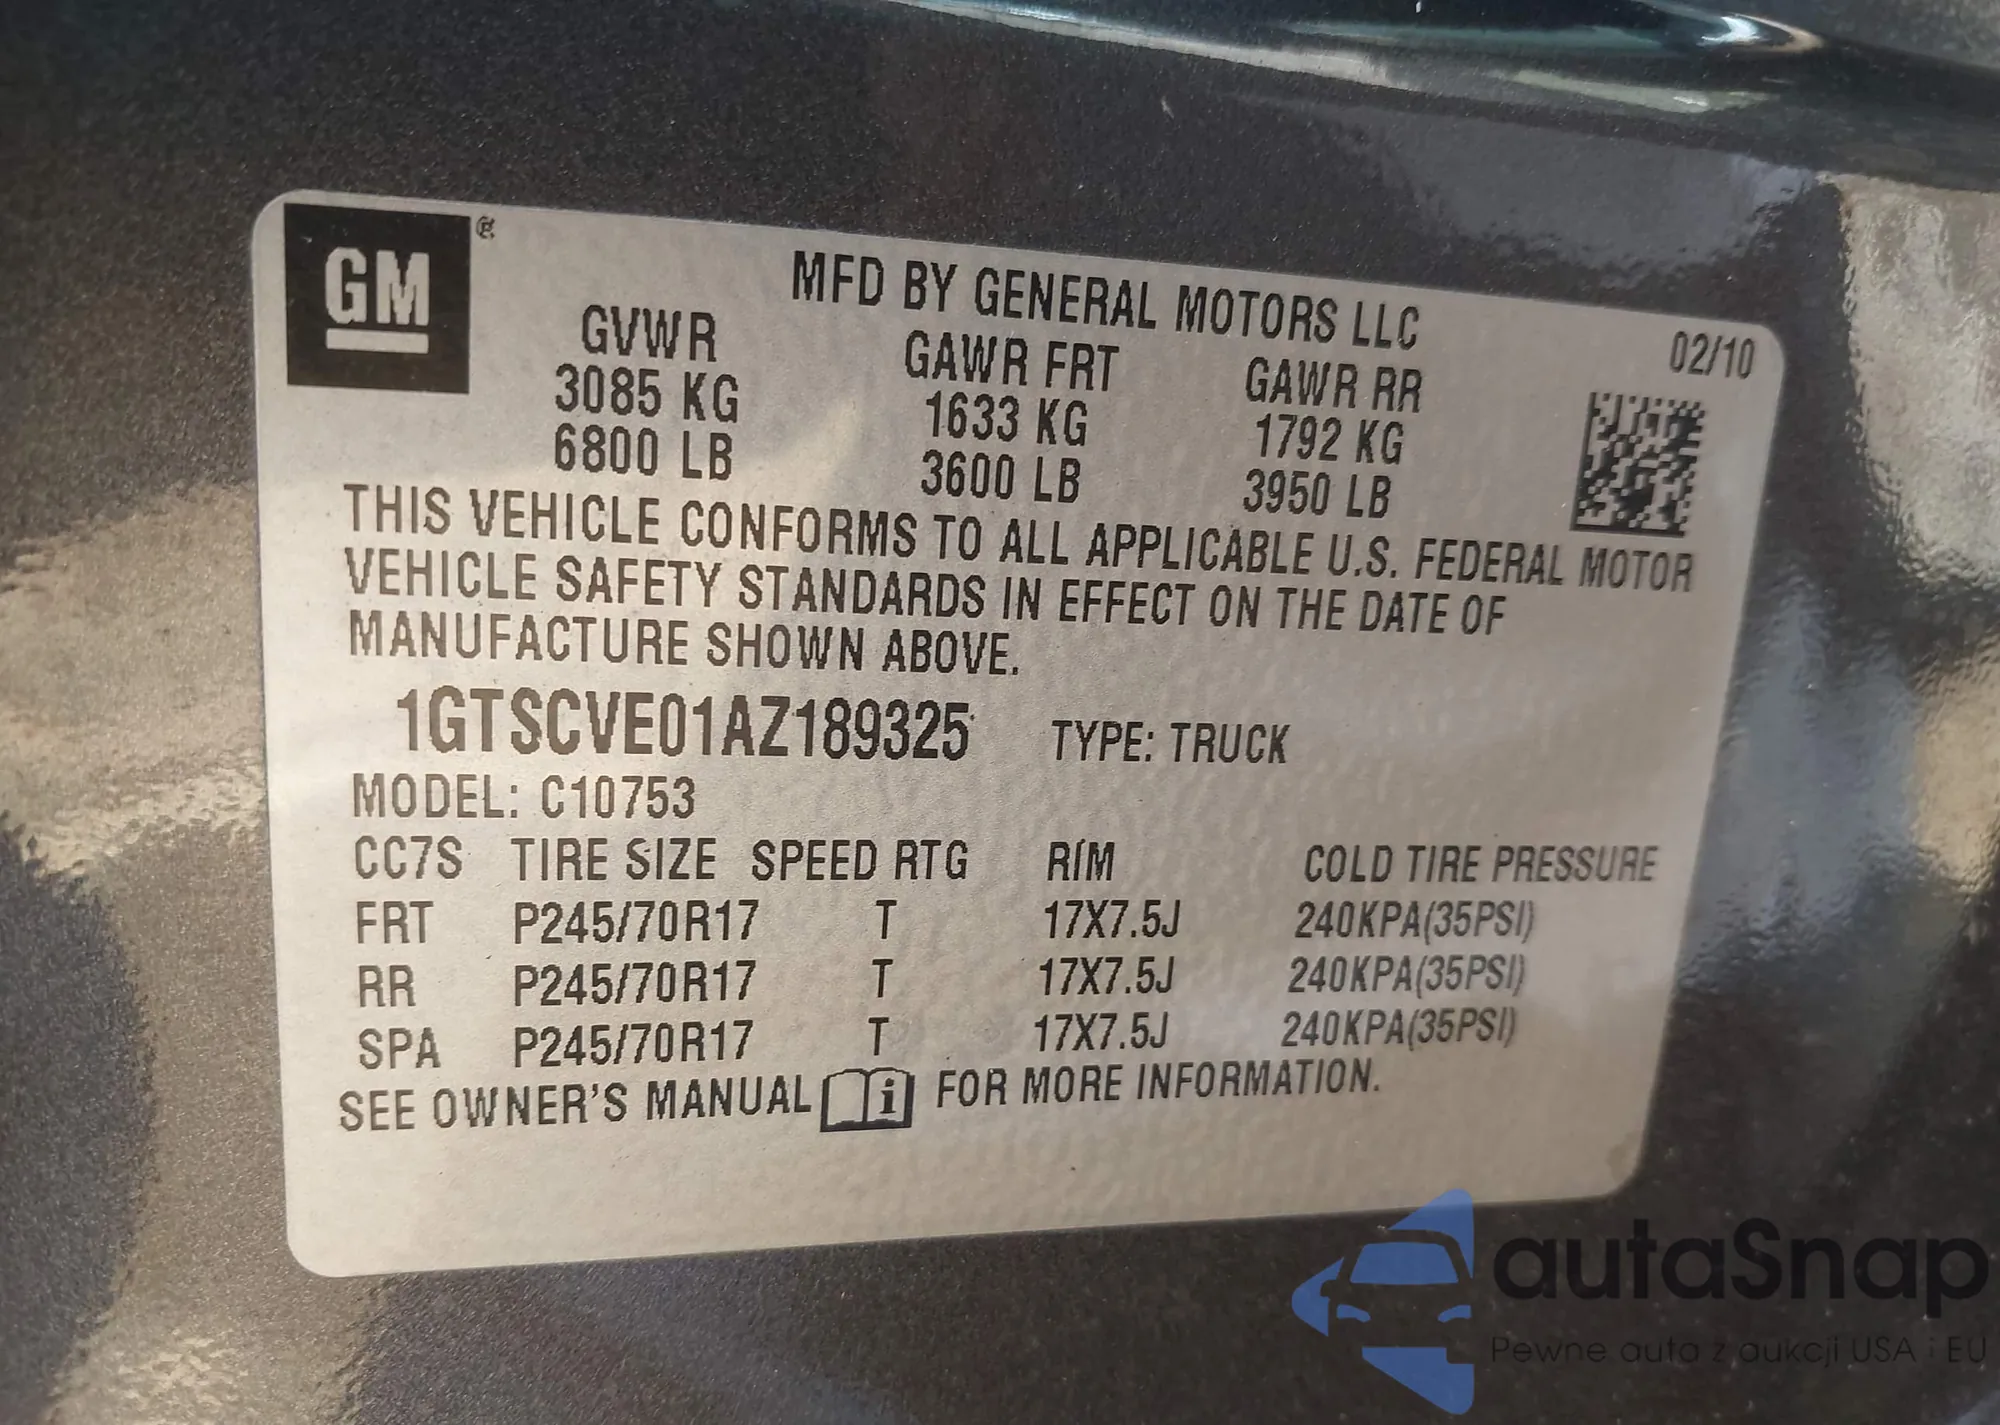 GM
MFD BY GENERAL MOTORS LLC
02/10
GVWR GAWR FRT GAWR RR
3085 KG 1633 KG 1792 KG
6800 LB 3600 LB 3950 LB
THIS VEHICLE CONFORMS TO ALL APPLICABLE U.S. FEDERAL MOTOR
VEHICLE SAFETY STANDARDS IN EFFECT ON THE DATE OF
MANUFACTURE SHOWN ABOVE.
1GTSCVE01AZ189325 TYPE: TRUCK
MODEL: C10753
CC7S TIRE SIZE SPEED RTG RIM COLD TIRE PRESSURE
FRT P245/70R17 T 17X7.5J 240KPA(35PSI)
RR P245/70R17 T 17X7.5J 240KPA(35PSI)
SPA P245/70R17 T 17X7.5J 240KPA(35PSI)
SEE OWNER'S MANUAL i FOR MORE INFORMATION.
autaSnap
Pewne auta z aukcji USA i EU